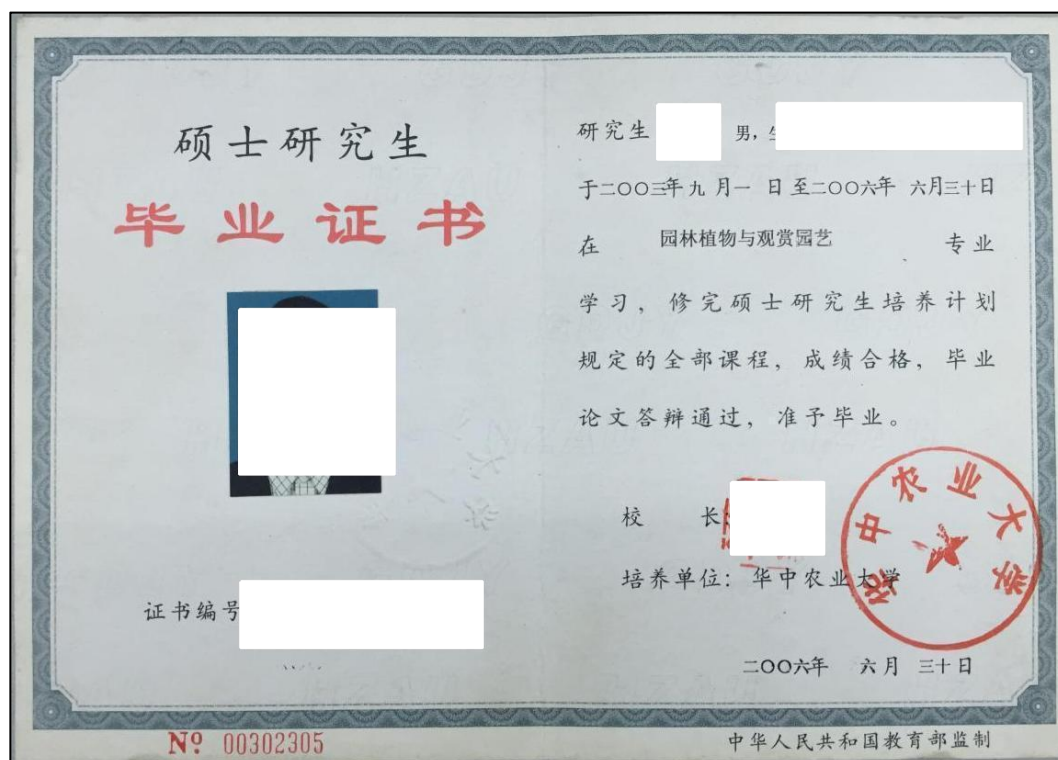 硕士研究生
毕业证书
证书编号
Nº 00302305
研究生 男,
于二〇〇三年九月一日至二〇〇六年 六月三十日
在 园林植物与观赏园艺 专业
学习，修完硕士研究生培养计划
规定的全部课程，成绩合格，毕业
论文答辩通过，准予毕业。
校 长
培养单位：华中农业大学
华中农业大学
二〇〇六年 六月 三十日
中华人民共和国教育部监制